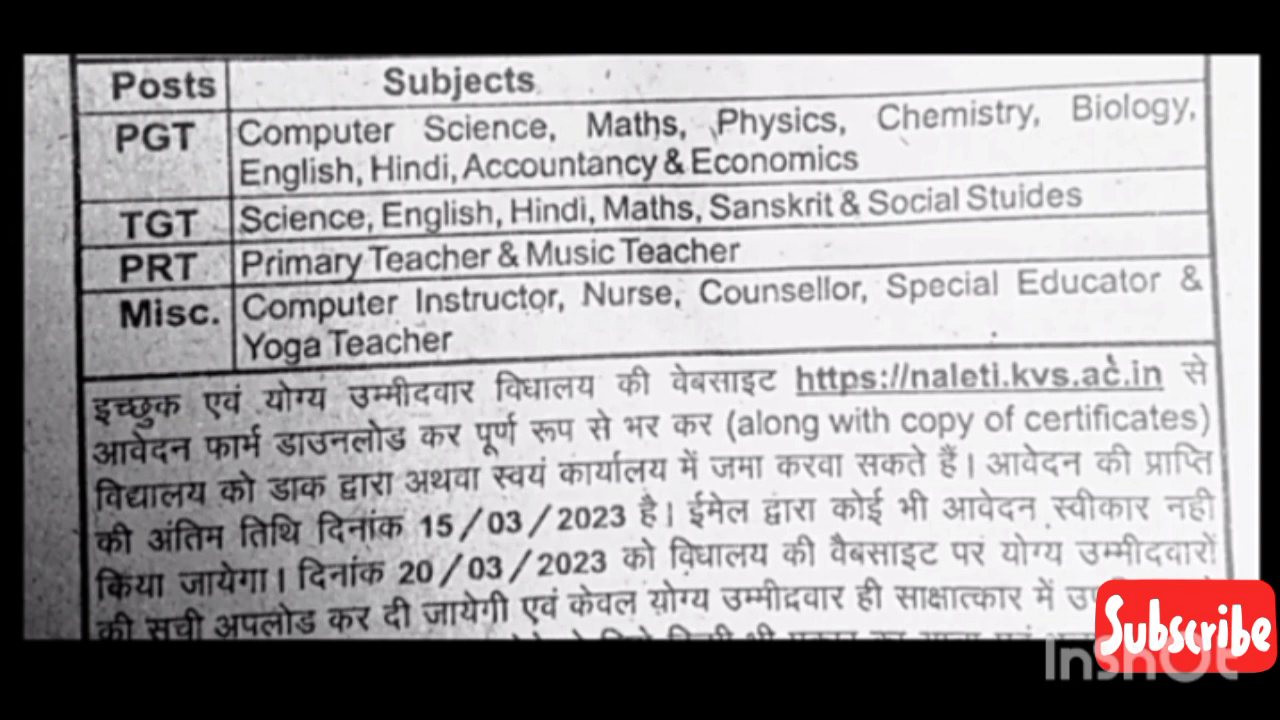 Posts Subjects
PGT Computer Science, Maths, Physics, Chemistry, Biology,
English, Hindi, Accountancy & Economics
TGT Science, English, Hindi, Maths, Sanskrit & Social Stuides
PRT Primary Teacher & Music Teacher
Misc. Computer Instructor, Nurse, Counsellor, Special Educator &
Yoga Teacher
इच्छुक एवं योग्य उम्मीदवार विधालय की वेबसाइट https://naleti.kvs.ac.in से
आवेदन फार्म डाउनलोड कर पूर्ण रूप से भर कर (along with copy of certificates)
विद्यालय को डाक द्वारा अथवा स्वयं कार्यालय में जमा करवा सकते हैं। आवेदन की प्राप्ति
की अंतिम तिथि दिनांक 15/03/2023 है। ईमेल द्वारा कोई भी आवेदन स्वीकार नही
किया जायेगा। दिनांक 20/03/2023 को विधालय की वैबसाइट पर योग्य उम्मीदवारों
की सूची अपलोड कर दी जायेगी एवं केवल योग्य उम्मीदवार ही साक्षात्कार में
Subscribe
InShOt